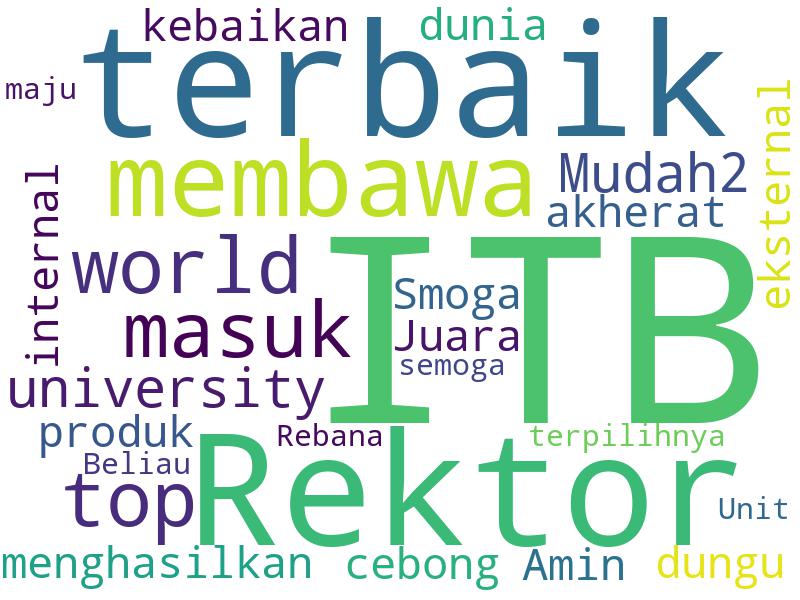 kebaikan
dunia
terbaik
maju
membawa
Mudah2
akherat
eksternal
internal
world
ITB
Smoga
masuk
Juara
semoga
university
produk
Rebana
terpilihnya
Beliau
Rektor
top
Unit
menghasilkan
cebong
Amin
dungu